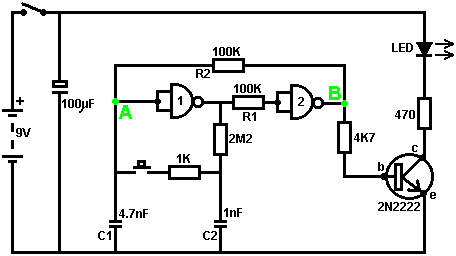 100K
R2
LED
+
100µF
A
1
100K
R1
2
B
470
9V
2M2
4K7
1K
c
b
4.7nF
1nF
2N2222
e
C1
C2